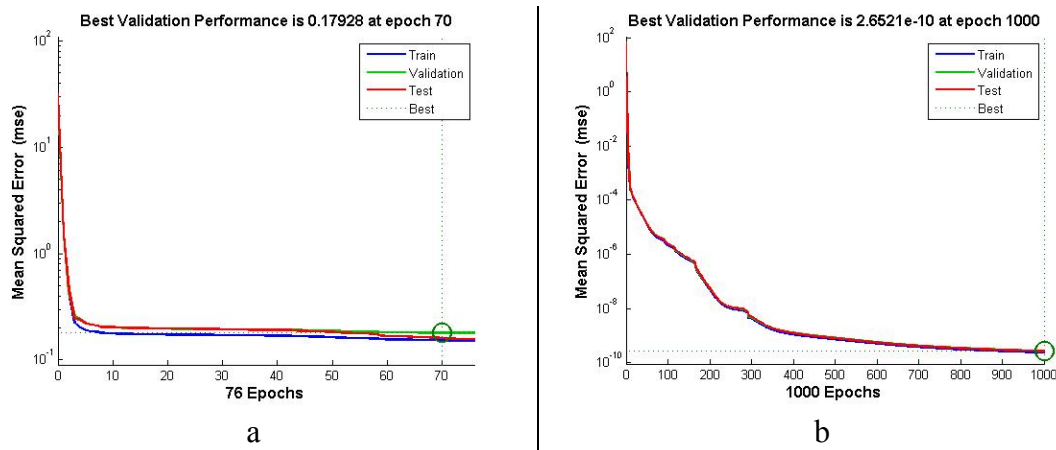 Best Validation Performance is 0.17928 at epoch 70
Mean Squared Error (mse)
10^2
10^1
10^0
10^-1
Train
Validation
Test
Best
0 10 20 30 40 50 60 70
76 Epochs
a
Best Validation Performance is 2.6521e-10 at epoch 1000
Mean Squared Error (mse)
10^2
10^0
10^-2
10^-4
10^-6
10^-8
10^-10
Train
Validation
Test
Best
0 100 200 300 400 500 600 700 800 900 1000
1000 Epochs
b